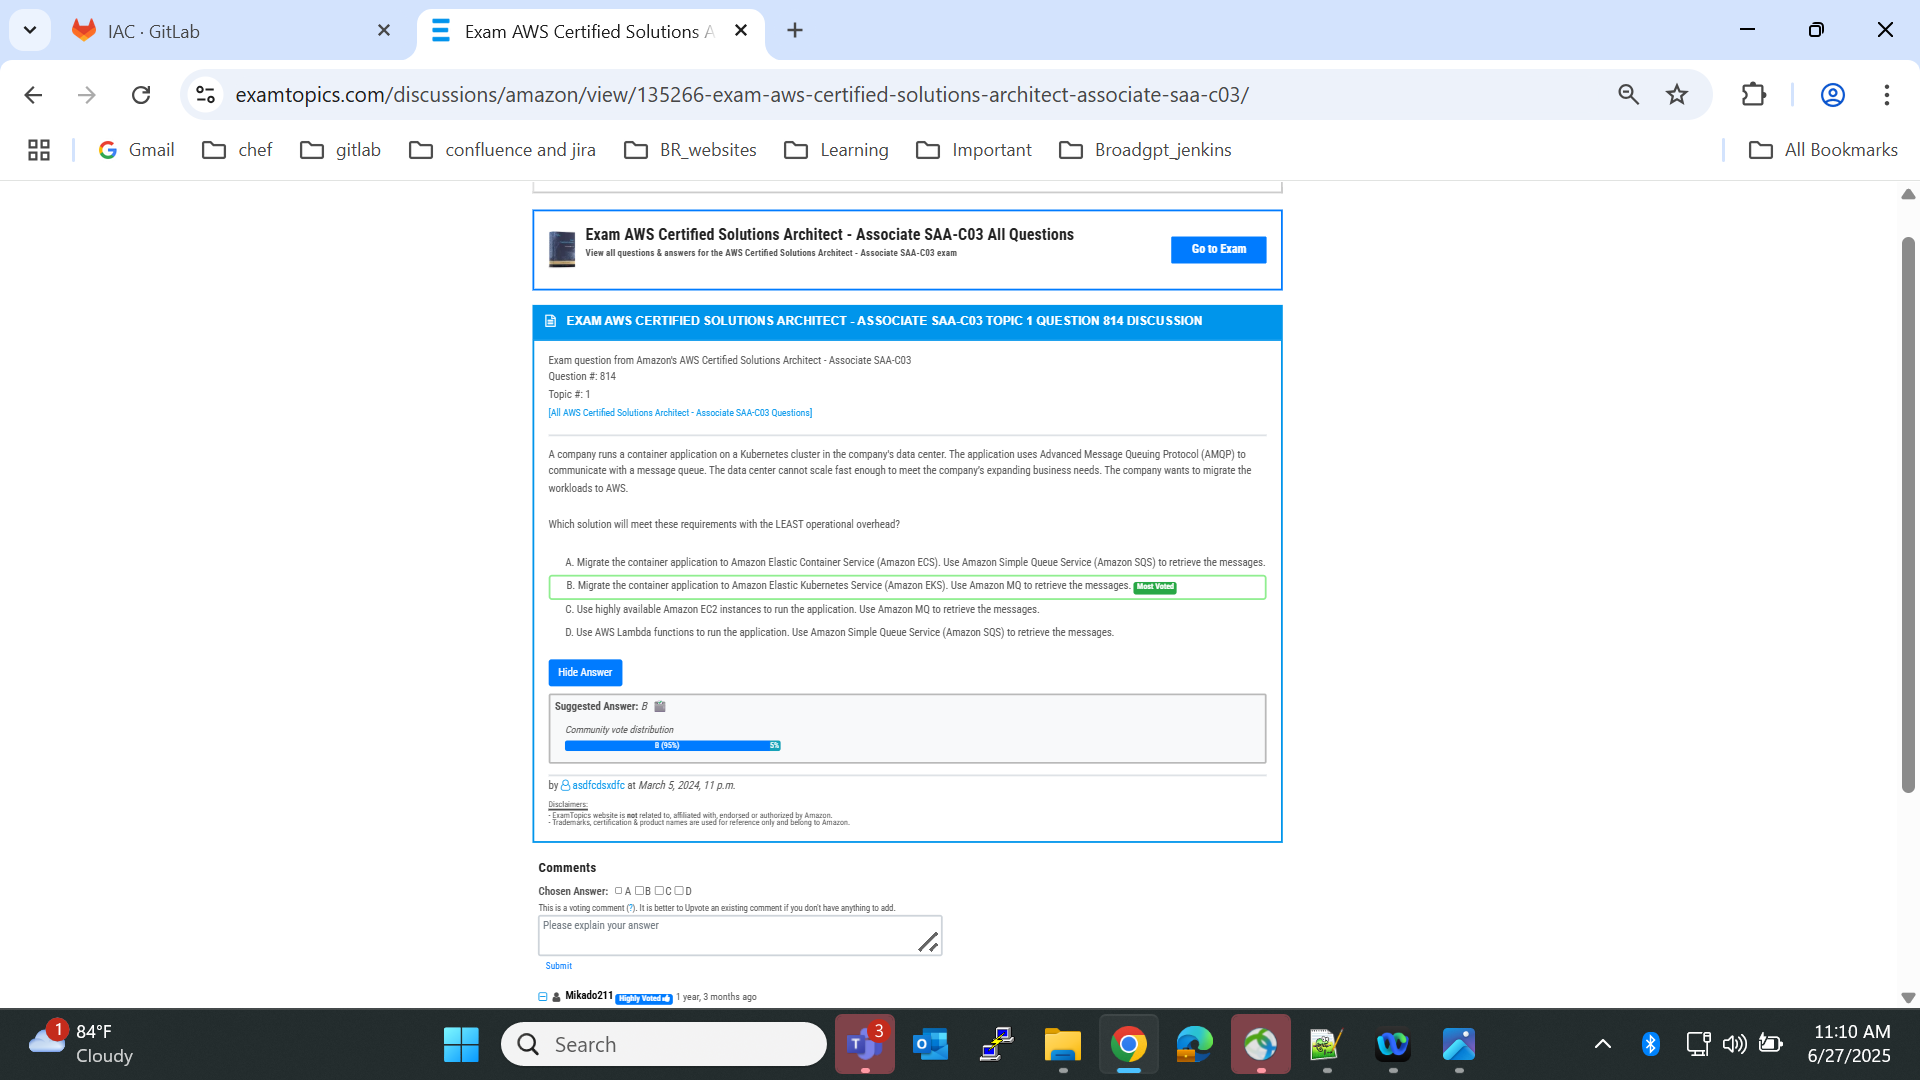 IAC · GitLab
Exam AWS Certified Solutions A
examtopics.com/discussions/amazon/view/135266-exam-aws-certified-solutions-architect-associate-saa-c03/
Gmail
chef
gitlab
confluence and jira
BR_websites
Learning
Important
Broadgpt_jenkins
All Bookmarks
Exam AWS Certified Solutions Architect - Associate SAA-C03 All Questions
View all questions & answers for the AWS Certified Solutions Architect - Associate SAA-C03 exam
Go to Exam
EXAM AWS CERTIFIED SOLUTIONS ARCHITECT - ASSOCIATE SAA-C03 TOPIC 1 QUESTION 814 DISCUSSION
Exam question from Amazon's AWS Certified Solutions Architect - Associate SAA-C03
Question #: 814
Topic #: 1
[All AWS Certified Solutions Architect - Associate SAA-C03 Questions]
A company runs a container application on a Kubernetes cluster in the company's data center. The application uses Advanced Message Queuing Protocol (AMQP) to
communicate with a message queue. The data center cannot scale fast enough to meet the company's expanding business needs. The company wants to migrate the
workloads to AWS.
Which solution will meet these requirements with the LEAST operational overhead?
A. Migrate the container application to Amazon Elastic Container Service (Amazon ECS). Use Amazon Simple Queue Service (Amazon SQS) to retrieve the messages.
B. Migrate the container application to Amazon Elastic Kubernetes Service (Amazon EKS). Use Amazon MQ to retrieve the messages. Most Voted
C. Use highly available Amazon EC2 instances to run the application. Use Amazon MQ to retrieve the messages.
D. Use AWS Lambda functions to run the application. Use Amazon Simple Queue Service (Amazon SQS) to retrieve the messages.
Hide Answer
Suggested Answer: B
Community vote distribution
B (95%) 5%
by asdfcdsxdfc at March 5, 2024, 11 p.m.
Disclaimers:
- ExamTopics website is not related to, affiliated with, endorsed or authorized by Amazon.
- Trademarks, certification & product names are used for reference only and belong to Amazon.
Comments
Chosen Answer: A B C D
This is a voting comment (?). It is better to Upvote an existing comment if you don't have anything to add.
Please explain your answer
Submit
Mikado211 Highly Voted 1 year, 3 months ago
1
84°F
Cloudy
Search
3
11:10 AM
6/27/2025